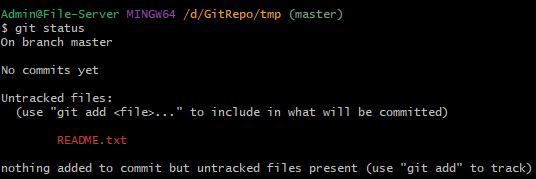 Admin@File-Server MINGW64 /d/GitRepo/tmp (master)
$ git status
On branch master
No commits yet
Untracked files:
(use "git add <file>..." to include in what will be committed)
README.txt
nothing added to commit but untracked files present (use "git add" to track)